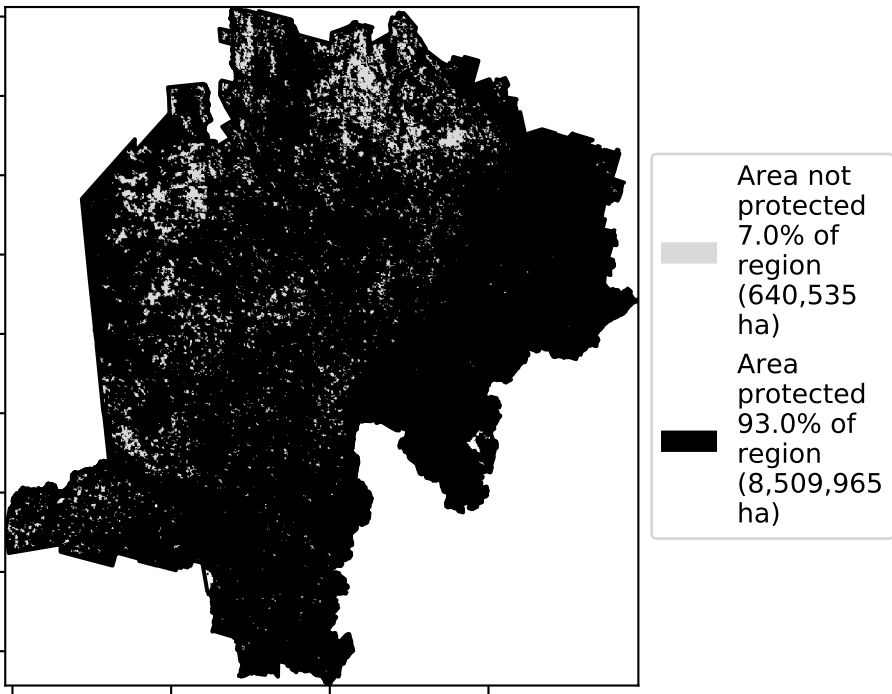 Area not
protected
7.0% of
region
(640,535
ha)
Area
protected
93.0% of
region
(8,509,965
ha)